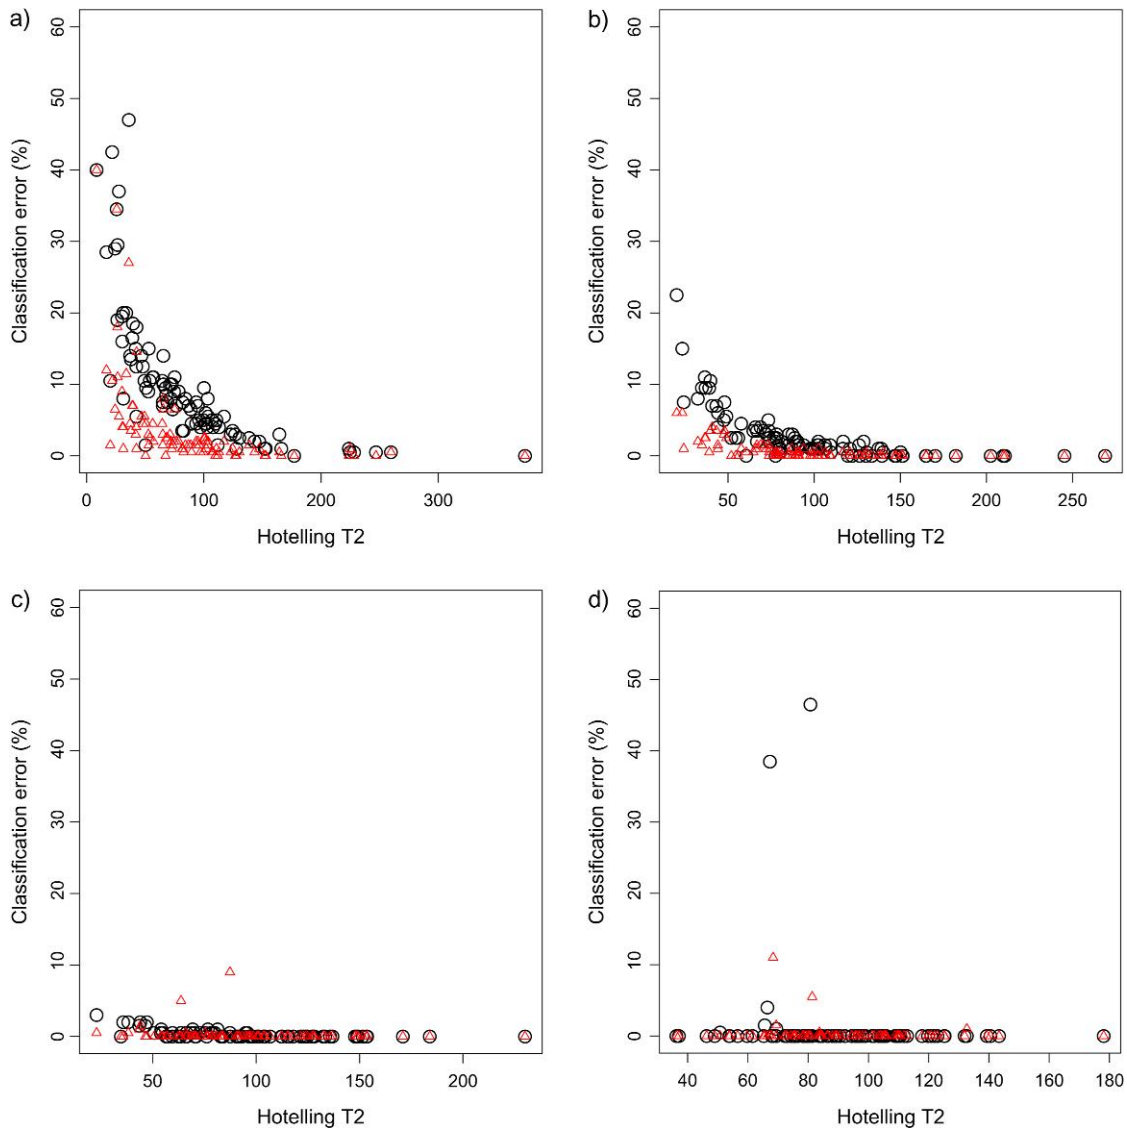 a)
60
50
40
30
20
10
0
Classification error (%)
0 100 200 300
Hotelling T2
b)
60
50
40
30
20
10
0
Classification error (%)
50 100 150 200 250
Hotelling T2
c)
60
50
40
30
20
10
0
Classification error (%)
50 100 150 200
Hotelling T2
d)
60
50
40
30
20
10
0
Classification error (%)
40 60 80 100 120 140 160 180
Hotelling T2